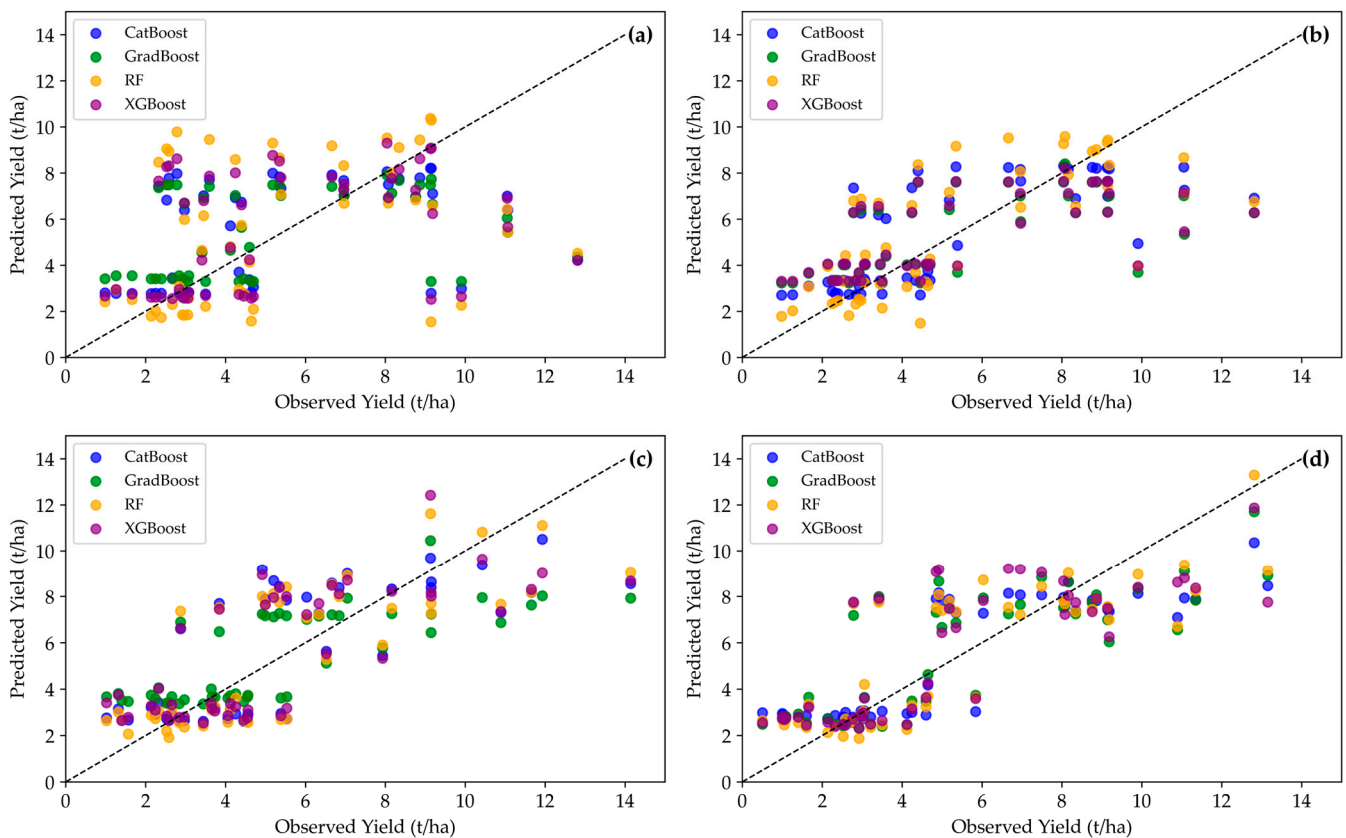 (a)
CatBoost
GradBoost
RF
XGBoost
Predicted Yield (t/ha)
14
12
10
8
6
4
2
0
0 2 4 6 8 10 12 14
Observed Yield (t/ha)
(b)
CatBoost
GradBoost
RF
XGBoost
Predicted Yield (t/ha)
14
12
10
8
6
4
2
0
0 2 4 6 8 10 12 14
Observed Yield (t/ha)
(c)
CatBoost
GradBoost
RF
XGBoost
Predicted Yield (t/ha)
14
12
10
8
6
4
2
0
0 2 4 6 8 10 12 14
Observed Yield (t/ha)
(d)
CatBoost
GradBoost
RF
XGBoost
Predicted Yield (t/ha)
14
12
10
8
6
4
2
0
0 2 4 6 8 10 12 14
Observed Yield (t/ha)